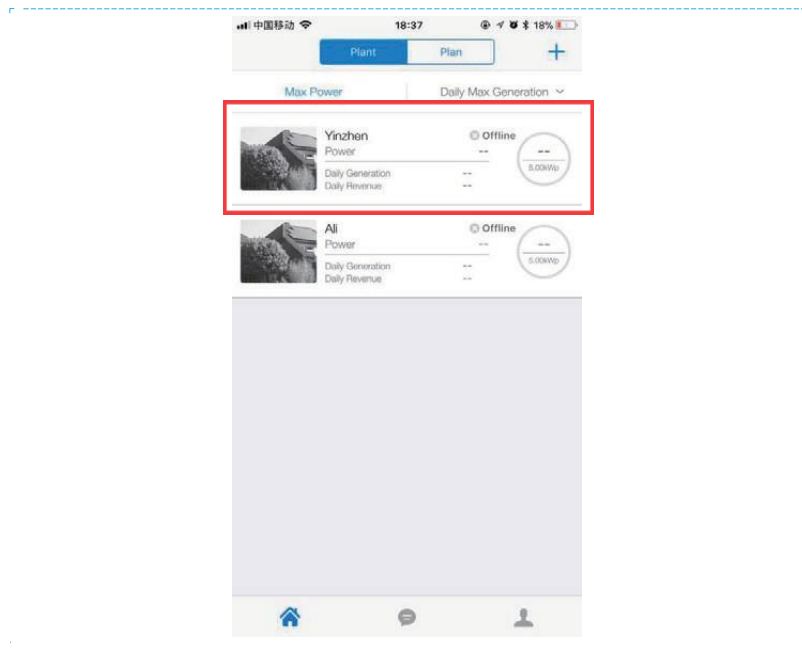 中国移动 18:37 18%
Plant Plan +
Max Power Daily Max Generation
Yinzhen Offline
Power --
--
Daily Generation --
5.00kWp
Daily Revenue --
Ali Offline
Power --
--
Daily Generation --
5.00kWp
Daily Revenue --